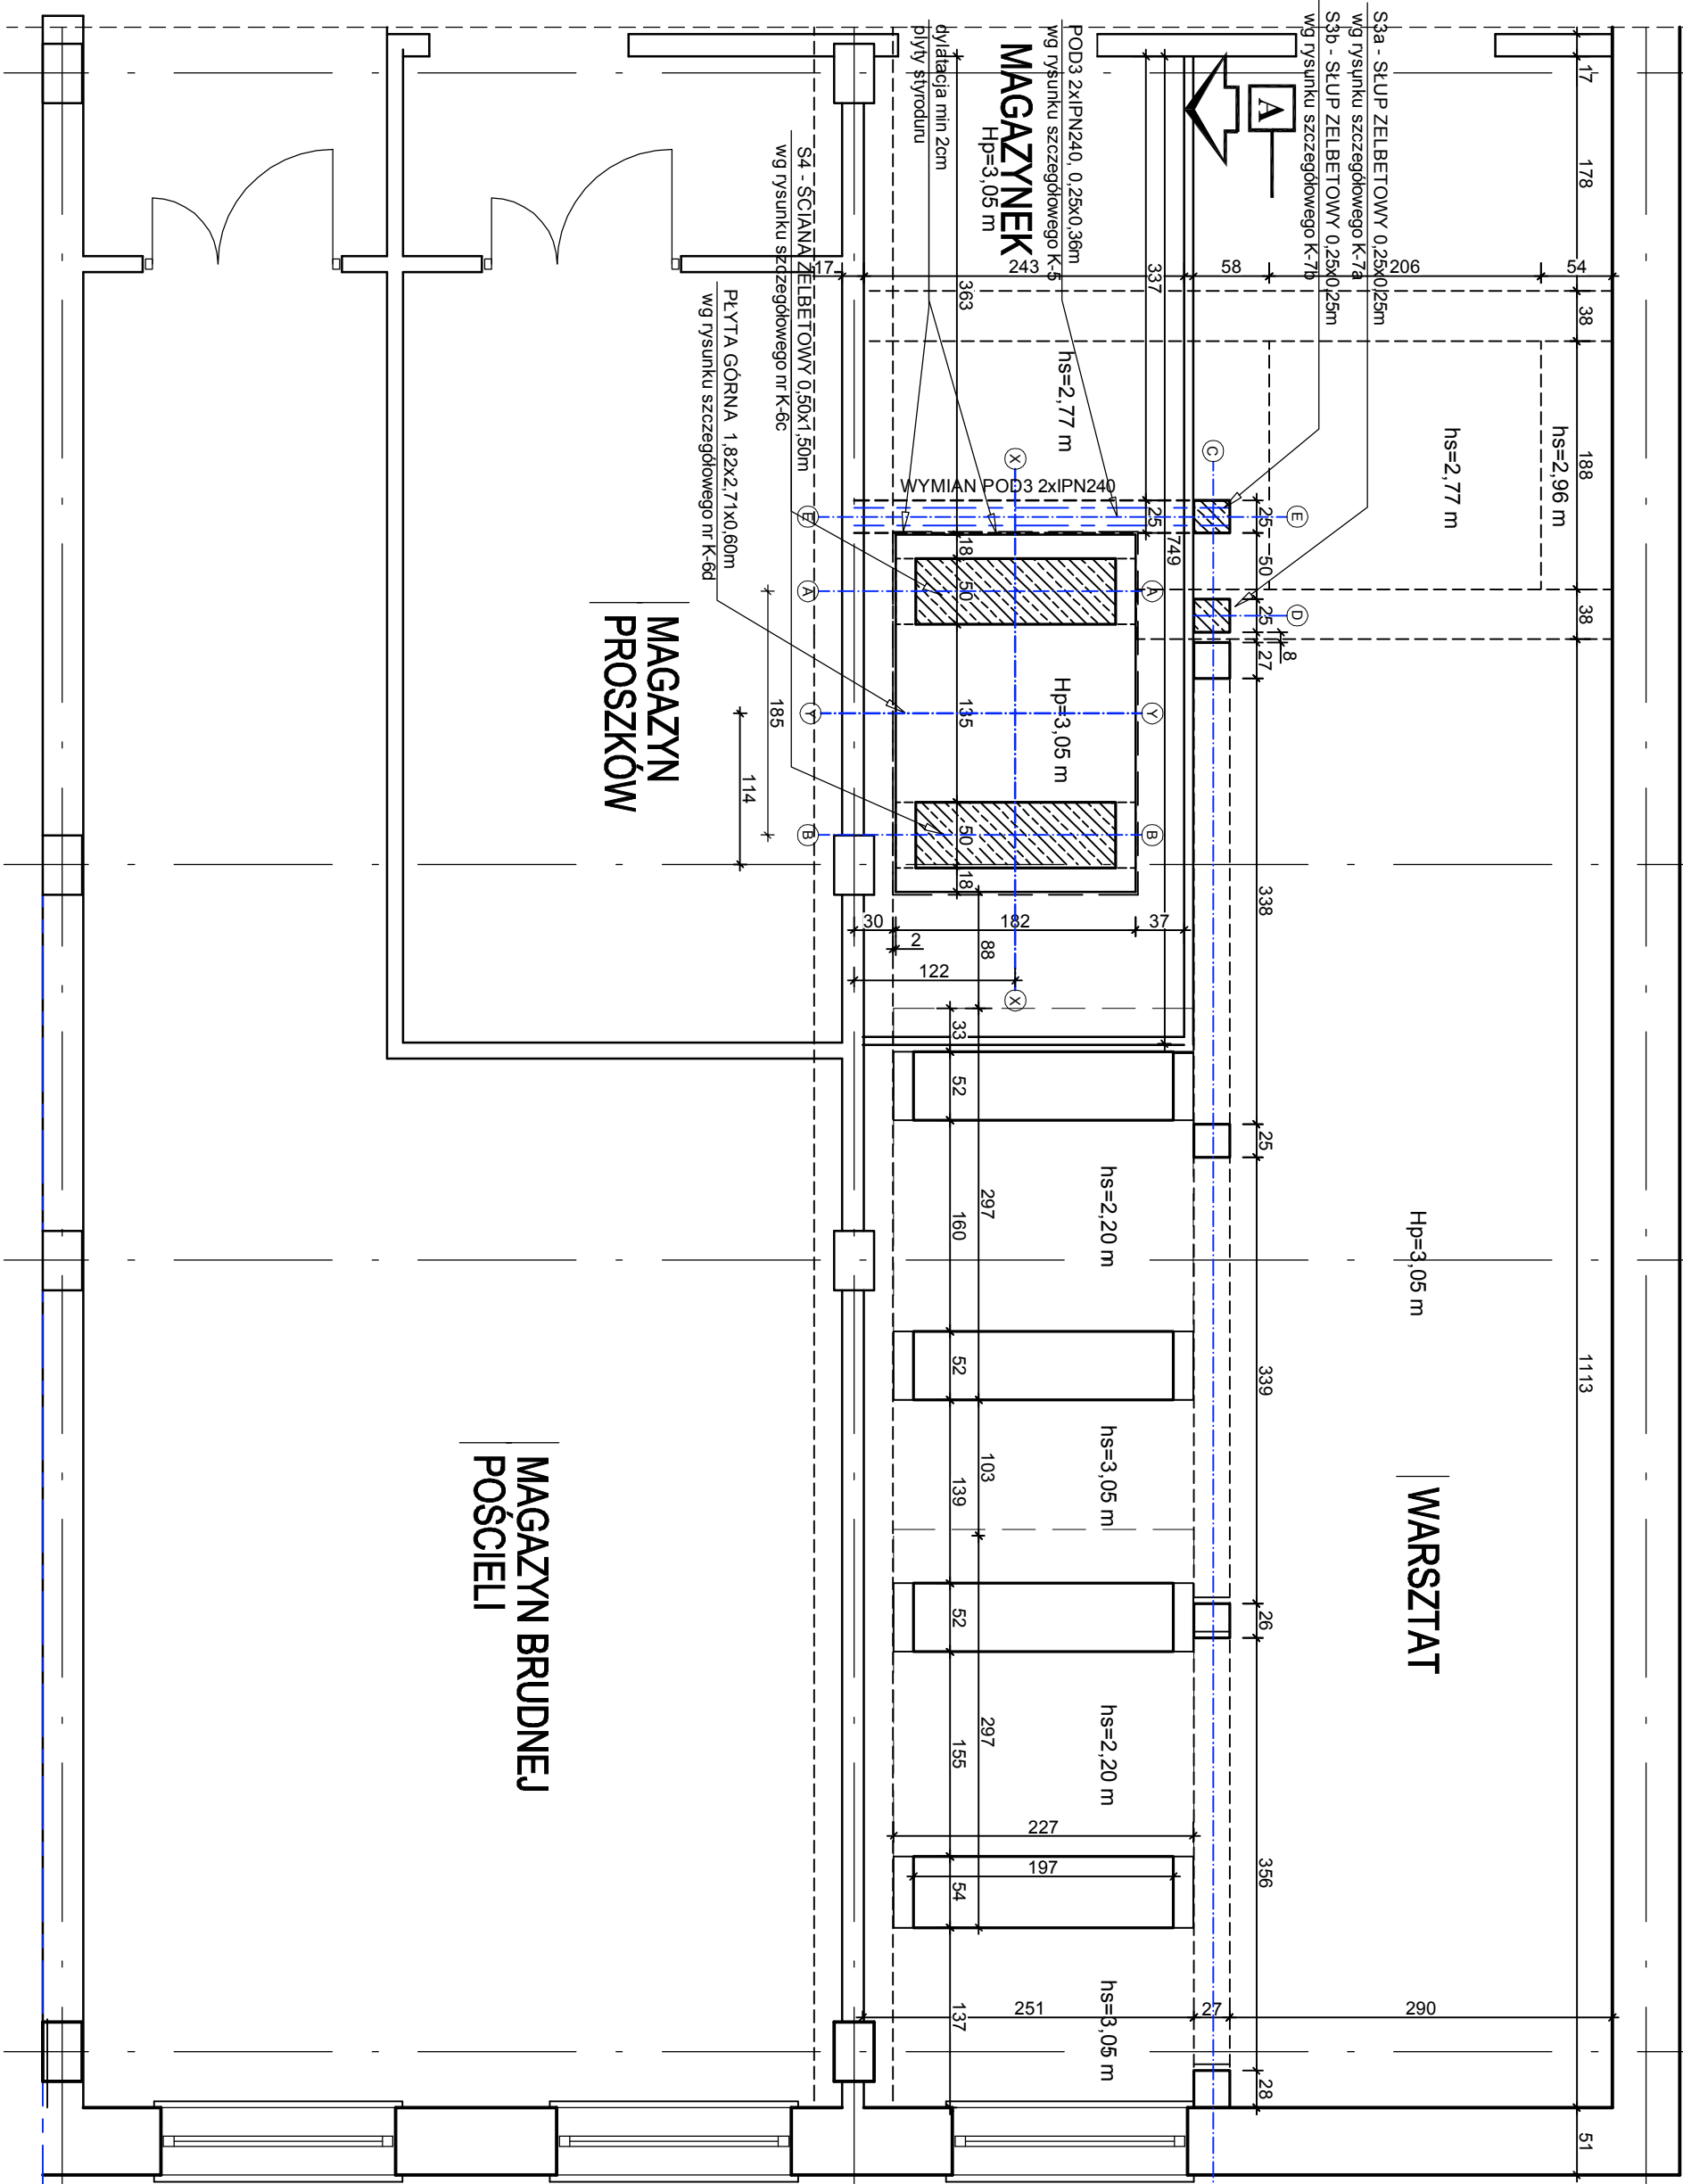 S3a - SŁUP ŻELBETOWY 0,25x0,25m
wg rysunku szczegółowego K-7a
S3b - SŁUP ŻELBETOWY 0,25x0,25m
wg rysunku szczegółowego K-7b
A
POD3 2xIPN240, 0,25x0,36m
wg rysunku szczegółowego K-5
MAGAZYNEK
Hp=3,05 m
dylatacja min 2cm
płyty styroduru
S4 - ŚCIANA ŻELBETOWY 0,50x1,50m
wg rysunku szczegółowego nr K-6c
PŁYTA GÓRNA 1,82x2,71x0,60m
wg rysunku szczegółowego nr K-6d
17
178
38
188
38
1113
51
17
243
58
206
54
337
363
749
hs=2,77 m
hs=2,77 m
hs=2,96 m
WYMIAN POD3 2xIPN240
X
C
E
E
A
A
D
Y
Y
B
B
X
25
25
50
25
8
27
338
25
339
26
356
28
18
50
135
50
18
185
114
Hp=3,05 m
30
182
37
2
122
88
33
52
160
52
139
52
155
54
137
297
103
297
hs=2,20 m
hs=3,05 m
hs=2,20 m
hs=3,05 m
227
197
251
27
290
Hp=3,05 m
WARSZTAT
MAGAZYN
PROSZKÓW
MAGAZYN BRUDNEJ
POŚCIELI